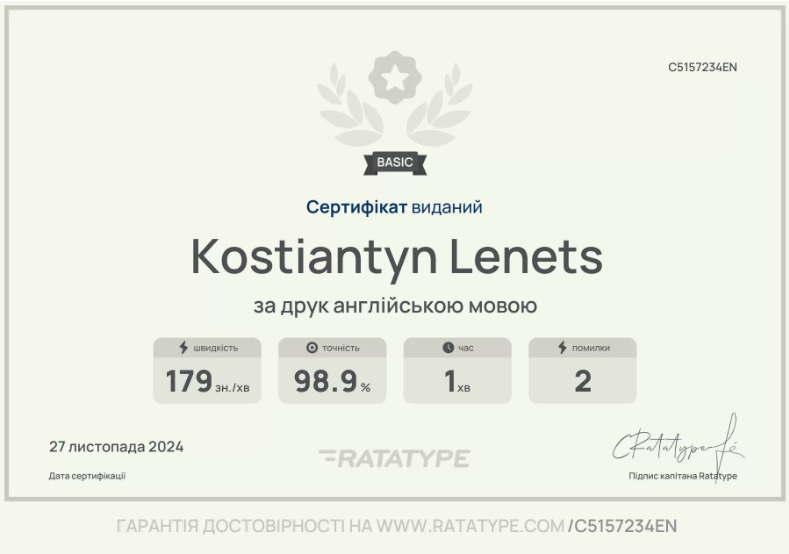 C5157234EN
BASIC
Сертифікат виданий
Kostiantyn Lenets
за друк англійською мовою
швидкість
179 зн./хв
точність
98.9 %
час
1 хв
помилки
2
27 листопада 2024
Дата сертифікації
RATATYPE
Ratatype
Підпис капітана Ratatype
ГАРАНТІЯ ДОСТОВІРНОСТІ НА WWW.RATATYPE.COM /C5157234EN